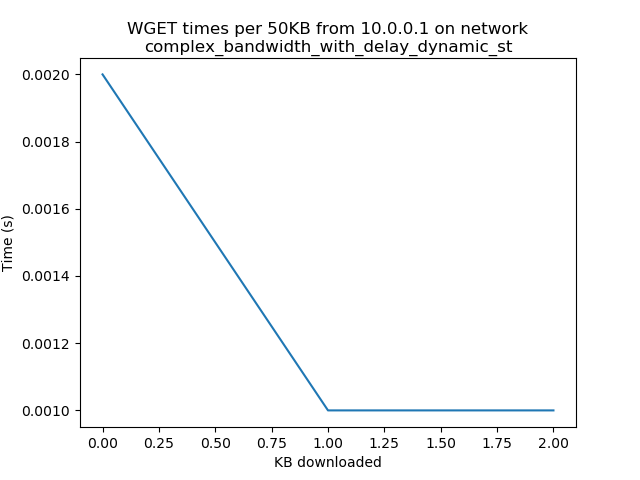 WGET times per 50KB from 10.0.0.1 on network
complex_bandwidth_with_delay_dynamic_st
0.0020
0.0018
0.0016
0.0014
0.0012
0.0010
Time (s)
0.00 0.25 0.50 0.75 1.00 1.25 1.50 1.75 2.00
KB downloaded